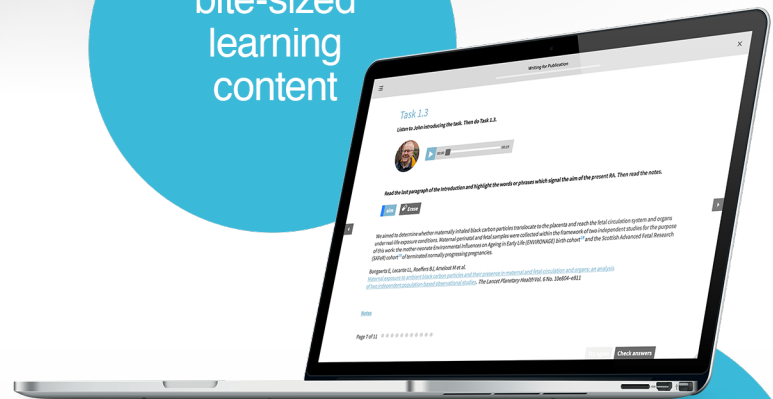 bite-sized
learning
content
Writing for Publication
Task 1.3
Listen to John introducing the task. Then do Task 1.3.
00:00
Read the last paragraph of the Introduction and highlight the words or phrases which signal the aim of the present RA. Then read the notes.
aim
Erase
We aimed to determine whether maternally inhaled black carbon particles translocate to the placenta and reach the fetal circulation system and organs
under real life exposure conditions. Maternal-perinatal and fetal samples were collected within the framework of two independent studies for the purpose
of this work: the mother-neonate Environmental Influences on Ageing in Early Life (ENVIRONAGE) birth cohort and the Scottish Advanced Fetal Research
(SAFeR) cohort of terminated normally progressing pregnancies.
Bongaerts E, Lecante LL, Roeffers BJ, Ameloot M et al.
Maternal exposure to ambient black carbon particles and their presence in maternal and fetal circulation and organs: an analysis
of two independent population-based observational studies. The Lancet Planetary Health Vol. 6 No. 10e804–e811
Notes
Page 7 of 11
Check answers